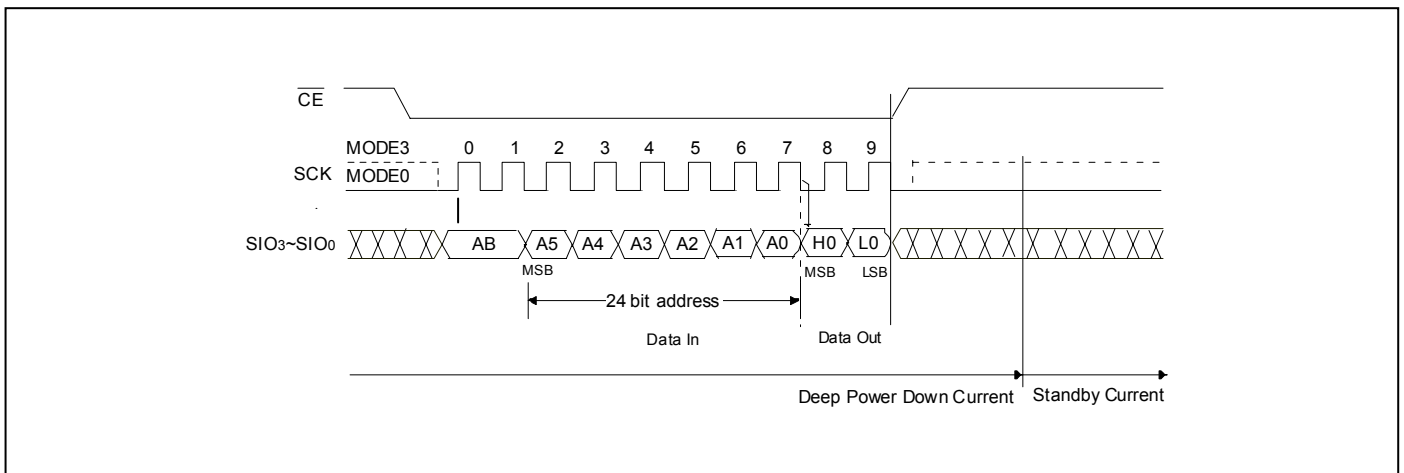 CE
MODE3 0 1 2 3 4 5 6 7 8 9
SCK MODE0
SIO3~SIO0 AB A5 A4 A3 A2 A1 A0 H0 L0
MSB MSB LSB
24 bit address
Data In Data Out
Deep Power Down Current Standby Current